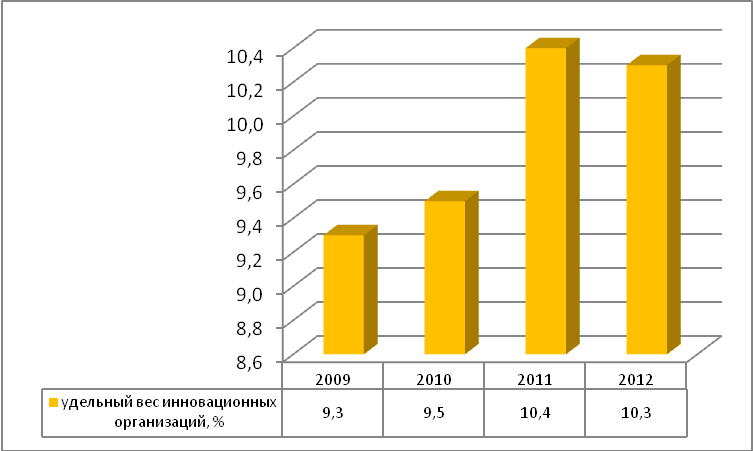 10,4
10,2
10,0
9,8
9,6
9,4
9,2
9,0
8,8
8,6
2009 2010 2011 2012
удельный вес инновационных
организаций, %
9,3 9,5 10,4 10,3